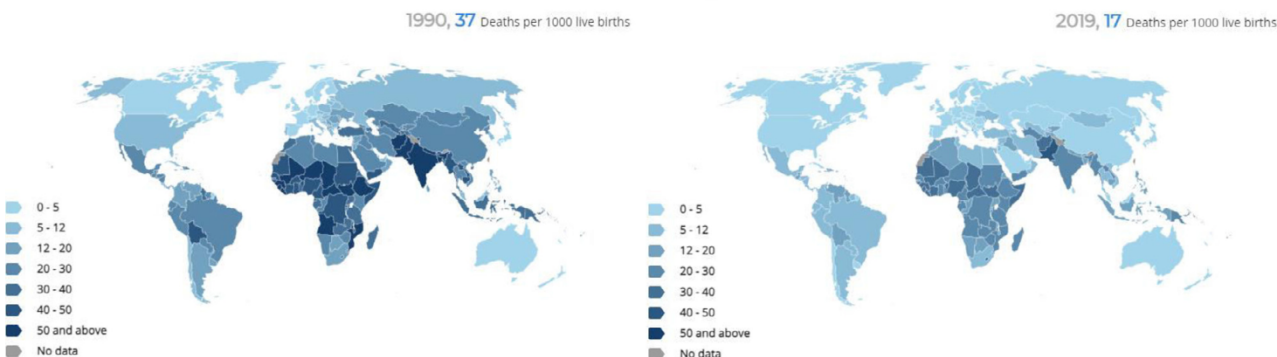 1990, 37 Deaths per 1000 live births
0 - 5
5 - 12
12 - 20
20 - 30
30 - 40
40 - 50
50 and above
No data
2019, 17 Deaths per 1000 live births
0 - 5
5 - 12
12 - 20
20 - 30
30 - 40
40 - 50
50 and above
No data